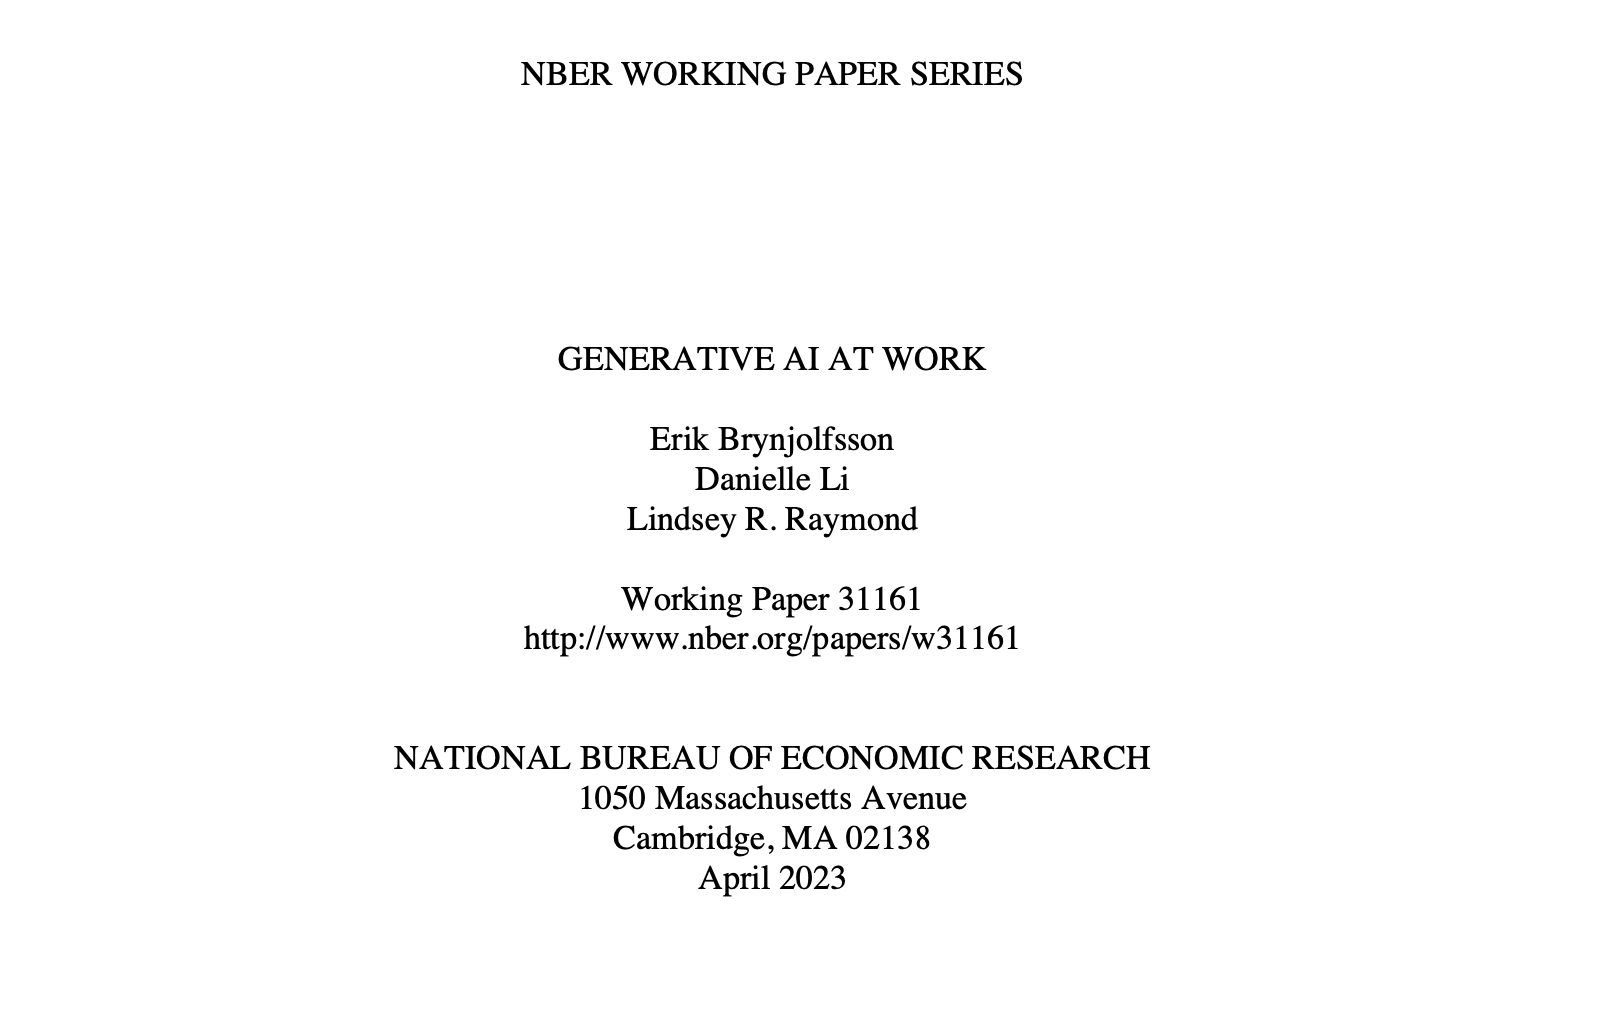 NBER WORKING PAPER SERIES
GENERATIVE AI AT WORK
Erik Brynjolfsson
Danielle Li
Lindsey R. Raymond
Working Paper 31161
http://www.nber.org/papers/w31161
NATIONAL BUREAU OF ECONOMIC RESEARCH
1050 Massachusetts Avenue
Cambridge, MA 02138
April 2023